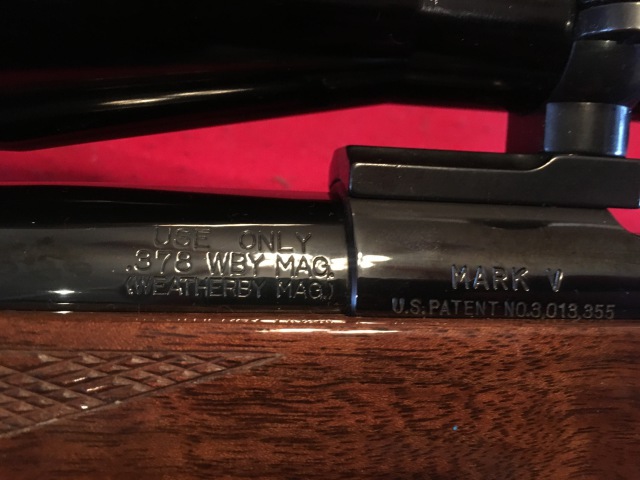 USE ONLY
.378 WBY MAG.
(WEATHERBY MAG.)
MARK V
U.S. PATENT NO. 3,013,355